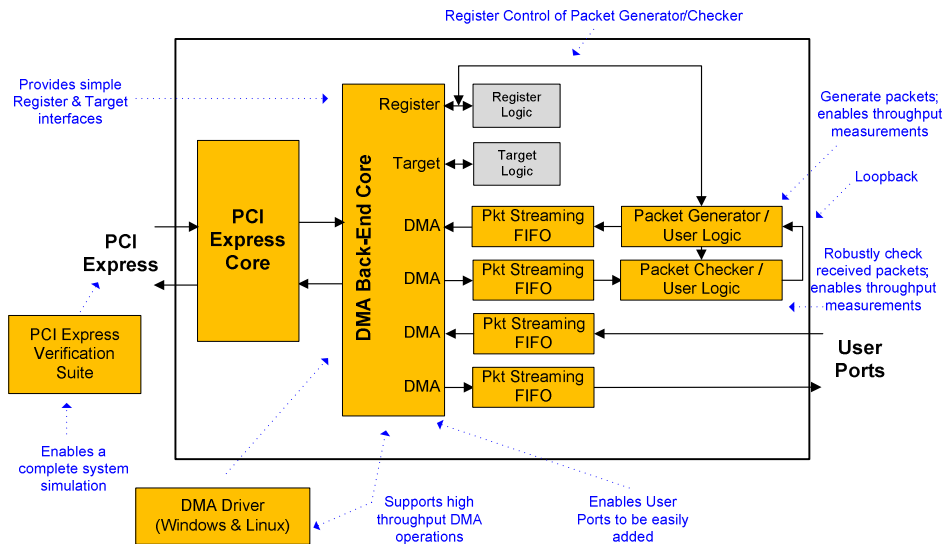 Register Control of Packet Generator/Checker
Provides simple
Register & Target
interfaces
Register
Register
Logic
Generate packets;
enables throughput
measurements
Target
Target
Logic
Loopback
PCI
Express
Core
DMA Back-End Core
DMA
Pkt Streaming
FIFO
Packet Generator /
User Logic
PCI
Express
DMA
Pkt Streaming
FIFO
Packet Checker /
User Logic
Robustly check
received packets;
enables throughput
measurements
DMA
Pkt Streaming
FIFO
PCI Express
Verification
Suite
User
Ports
DMA
Pkt Streaming
FIFO
Enables a
complete system
simulation
DMA Driver
(Windows & Linux)
Supports high
throughput DMA
operations
Enables User
Ports to be easily
added